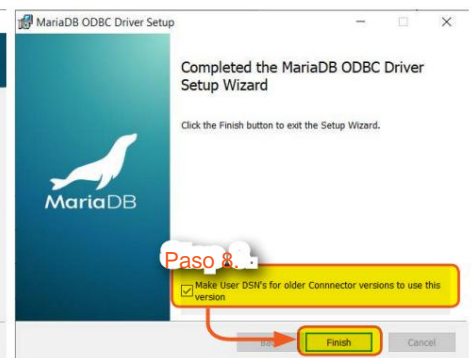 MariaDB ODBC Driver Setup
Completed the MariaDB ODBC Driver
Setup Wizard
Click the Finish button to exit the Setup Wizard.
MariaDB
Paso 8.
Make User DSN's for older Connnector versions to use this
version
Finish
Cancel